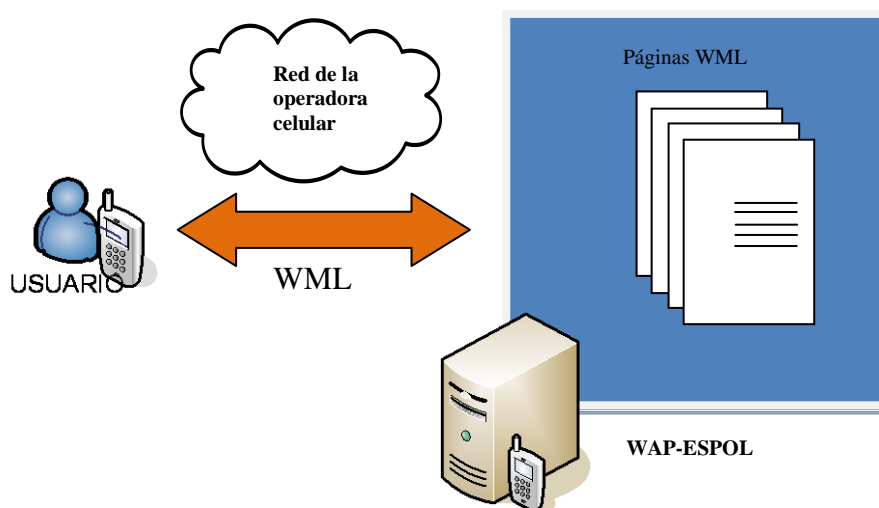 Red de la
operadora
celular
Páginas WML
USUARIO
WML
WAP-ESPOL